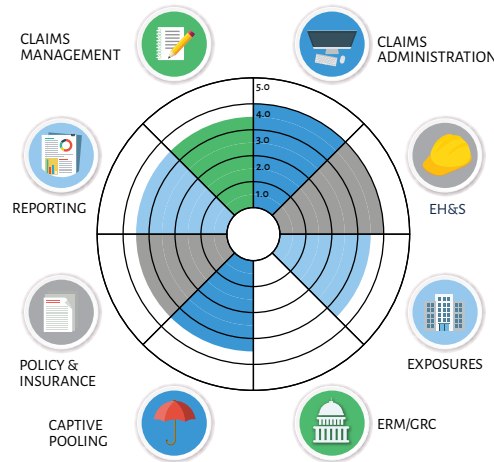 CLAIMS
MANAGEMENT
CLAIMS
ADMINISTRATION
5.0
4.0
3.0
2.0
1.0
REPORTING
EH&S
POLICY &
INSURANCE
EXPOSURES
CAPTIVE
POOLING
ERM/GRC